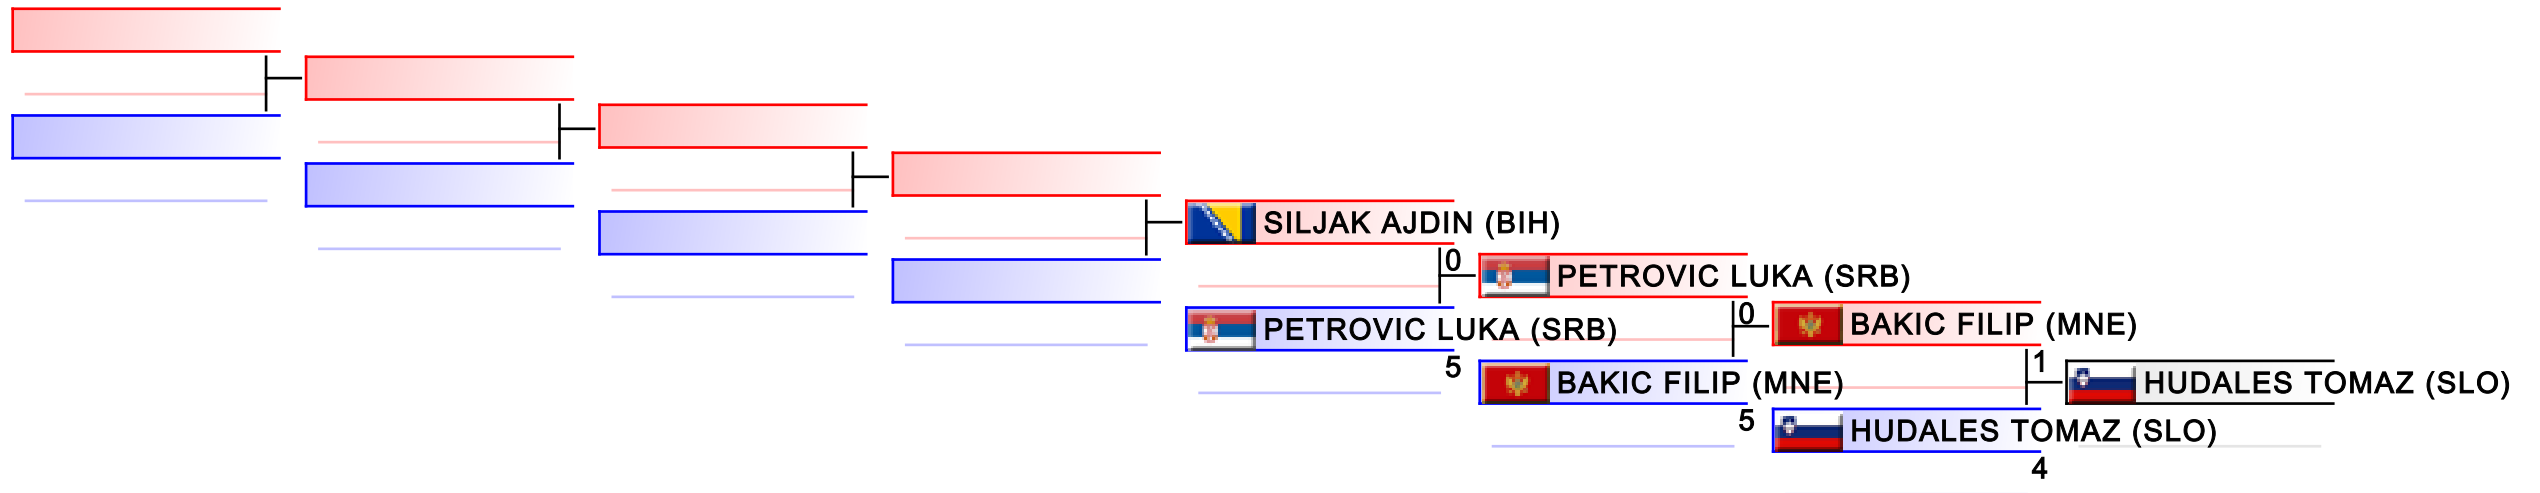 SILJAK AJDIN (BIH)
0
PETROVIC LUKA (SRB)
PETROVIC LUKA (SRB)
5
0
BAKIC FILIP (MNE)
BAKIC FILIP (MNE)
5
1
HUDALES TOMAZ (SLO)
HUDALES TOMAZ (SLO)
4